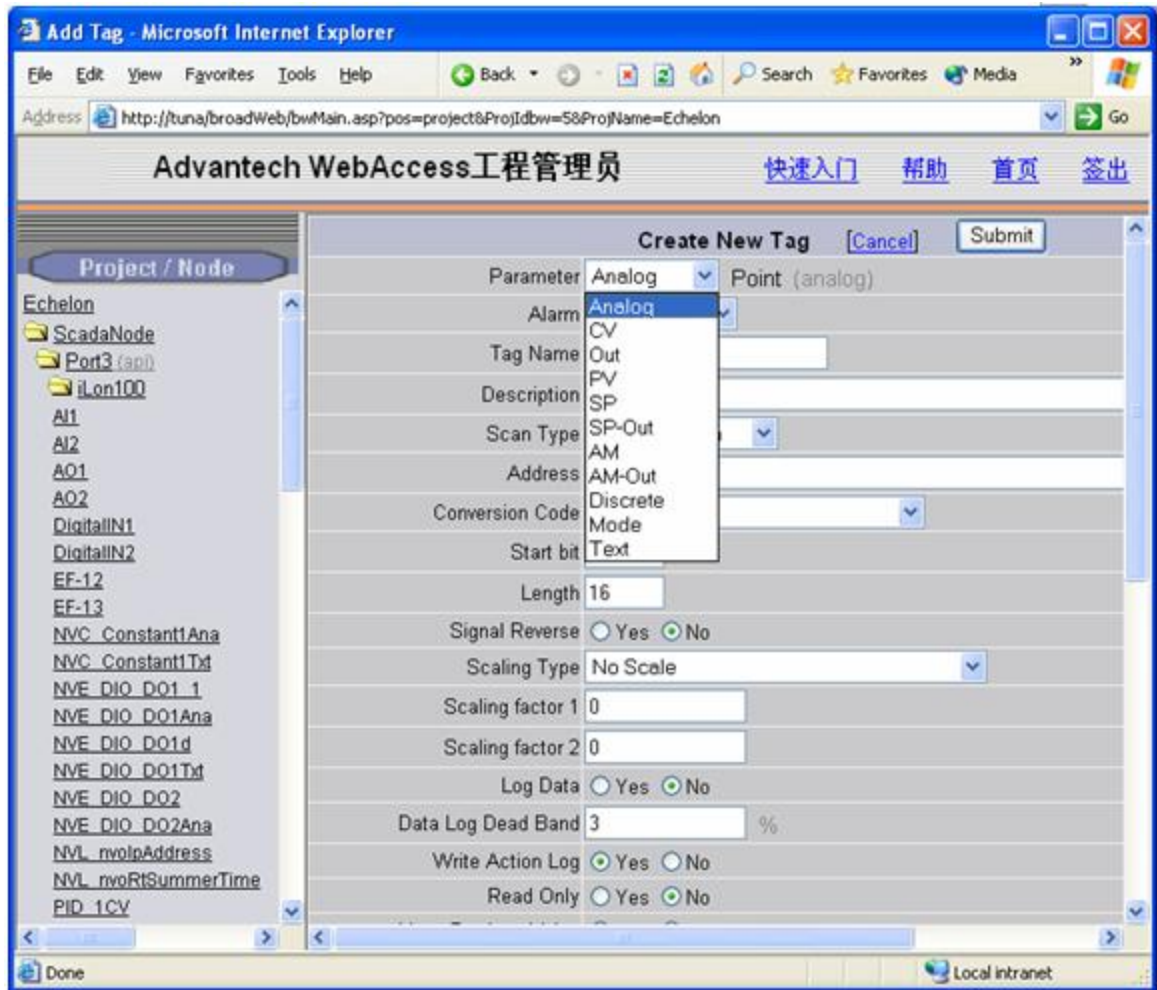 Add Tag - Microsoft Internet Explorer
File Edit View Favorites Tools Help Back Search Favorites Media »
Address http://tuna/broadWeb/bwMain.asp?pos=project&ProjIdbw=58ProjName=Echelon Go
Advantech WebAccess工程管理员 快速入门 帮助 首页 签出
Project / Node
Echelon
ScadaNode
Port3 (api)
iLon100
AI1
AI2
AO1
AO2
DigitalIN1
DigitalIN2
EF-12
EF-13
NVC_Constant1Ana
NVC_Constant1Txt
NVE_DIO_DO1_1
NVE_DIO_DO1Ana
NVE_DIO_DO1d
NVE_DIO_DO1Txt
NVE_DIO_DO2
NVE_DIO_DO2Ana
NVL_nvoIpAddress
NVL_nvoRtSummerTime
PID_1CV
Create New Tag [Cancel] Submit
Parameter Analog Point (analog)
Alarm
Tag Name
Description
Scan Type
Address
Conversion Code
Start bit
Analog
CV
Out
PV
SP
SP-Out
AM
AM-Out
Discrete
Mode
Text
Length 16
Signal Reverse Yes No
Scaling Type No Scale
Scaling factor 1 0
Scaling factor 2 0
Log Data Yes No
Data Log Dead Band 3 %
Write Action Log Yes No
Read Only Yes No
Done Local intranet